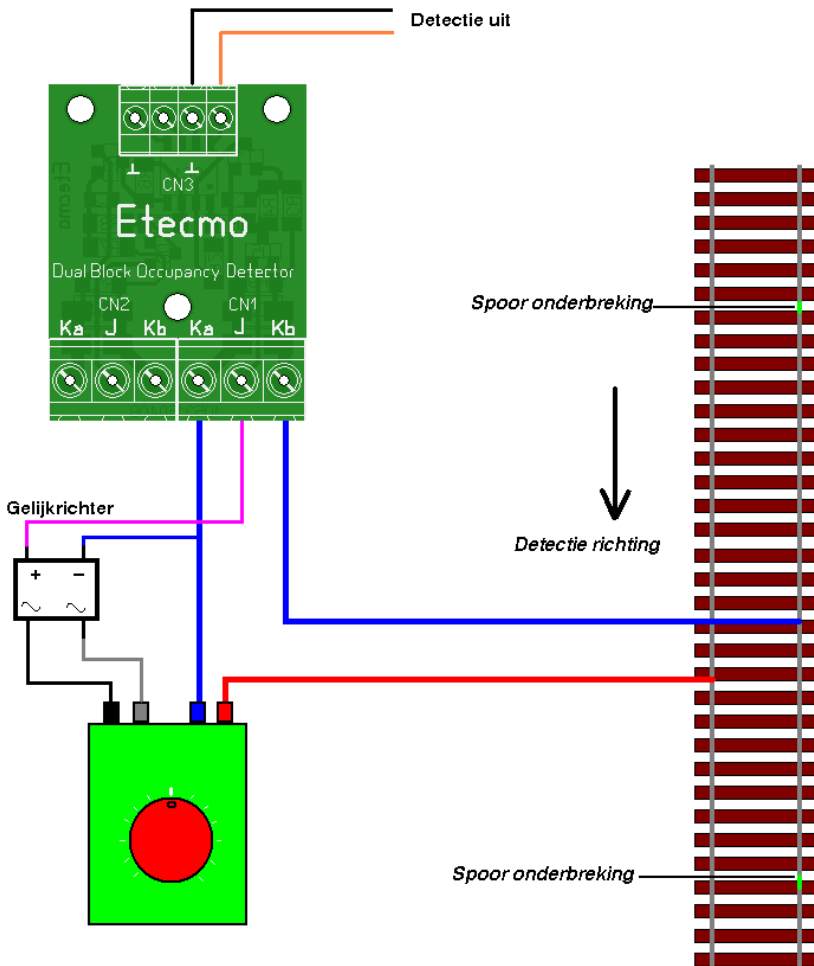 Detectie uit
CN3
Etecmo
Dual Block Occupancy Detector
CN2 CN1
Ka J Kb Ka J Kb
Spoor onderbreking
Gelijkrichter
Detectie richting
+ −
Spoor onderbreking